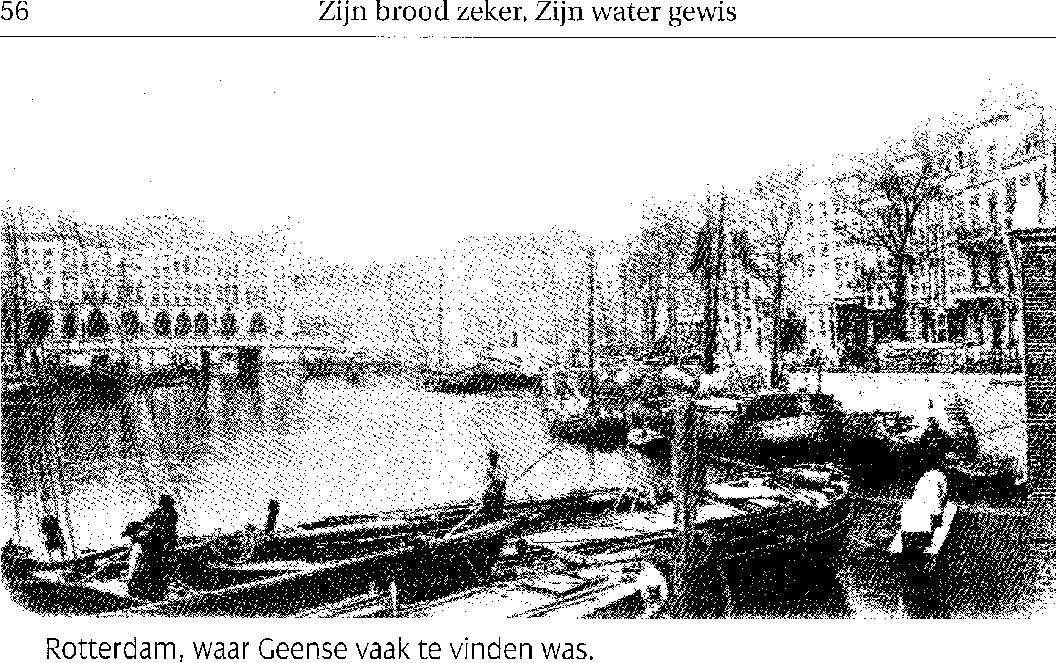 56 Zijn brood zeker. Zijn water gewis
Rotterdam, waar Geense vaak te vinden was.